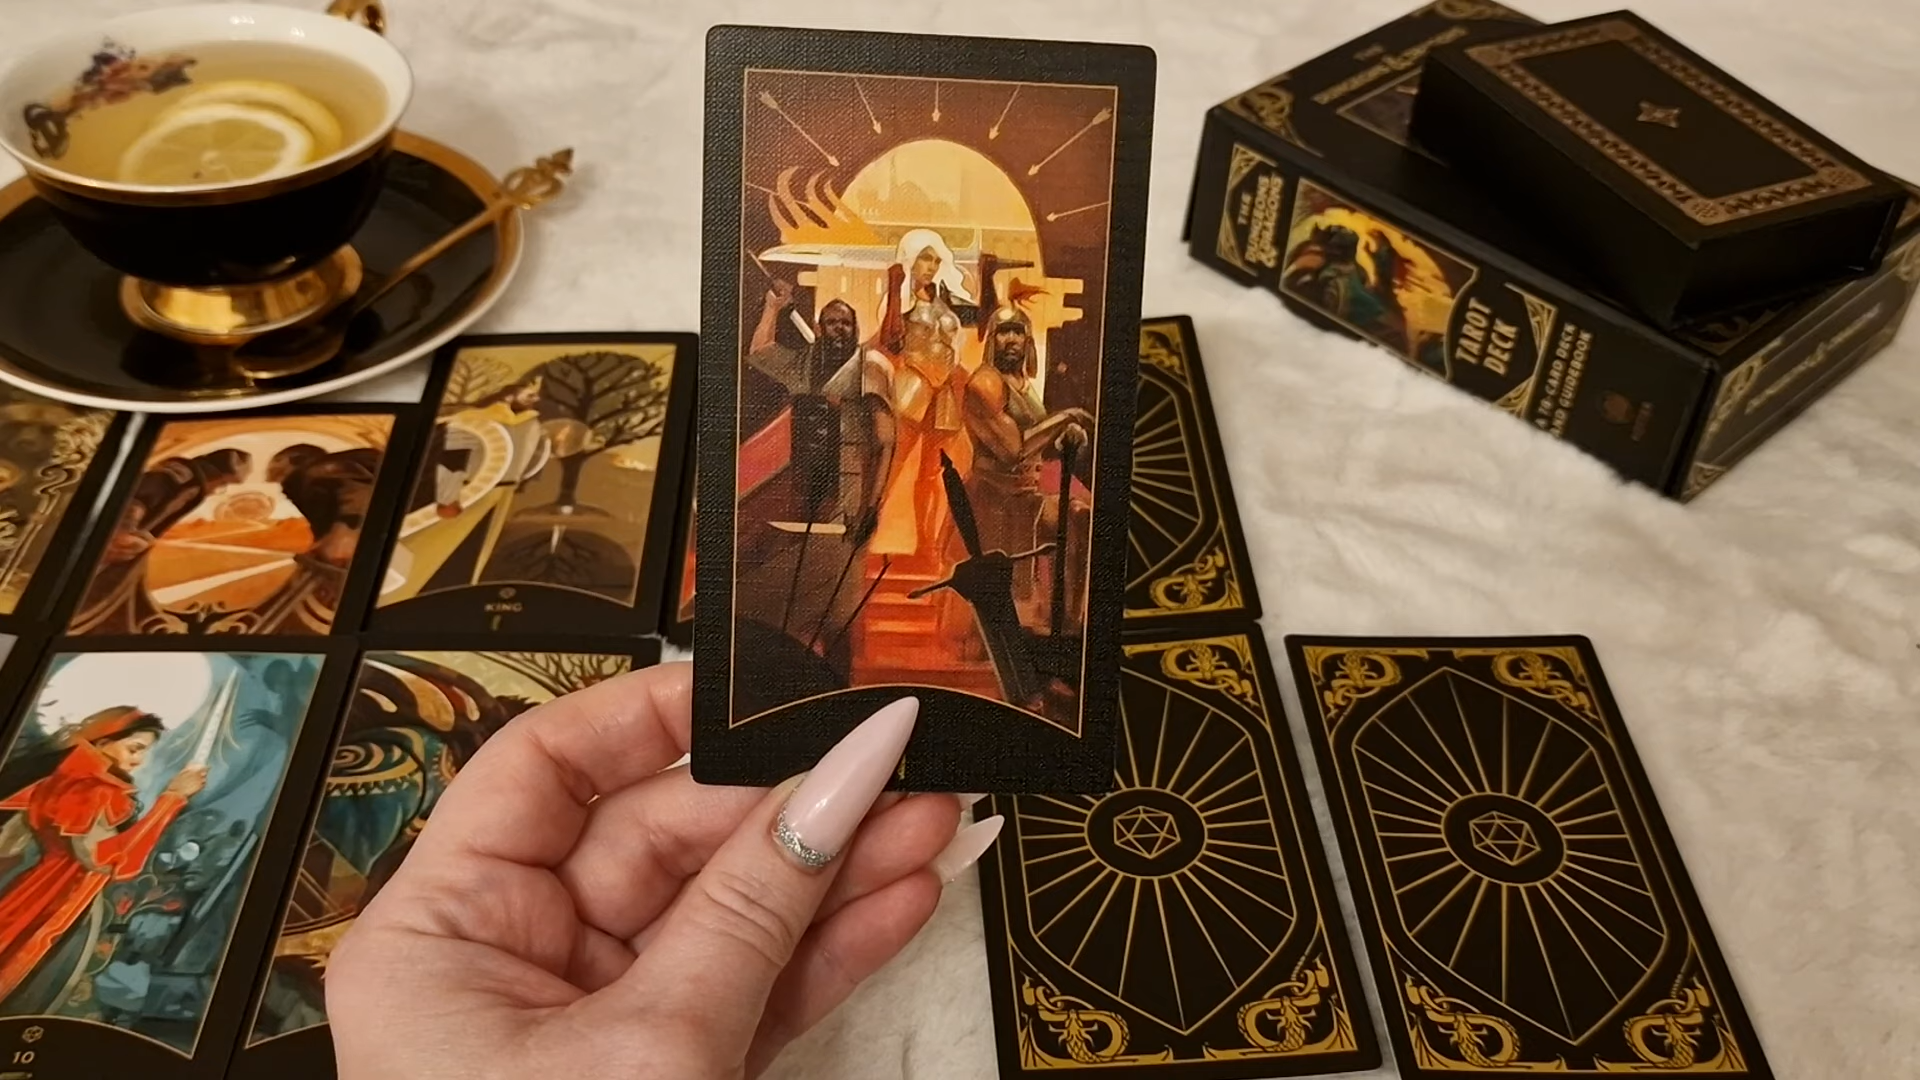 THE
DUNGEONS
& DRAGONS
TAROT
DECK
A 78-CARD DECK
AND GUIDEBOOK
KING
10